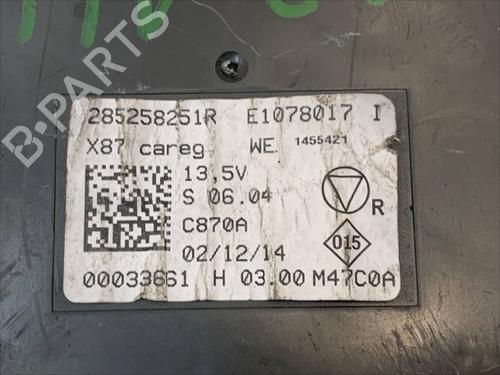 285258251R E1078017 I
X87 careg WE 1455421
13,5V
S 06.04
R
C870A
015
02/12/14
00033661 H 03.00 M47C0A
B-PARTS